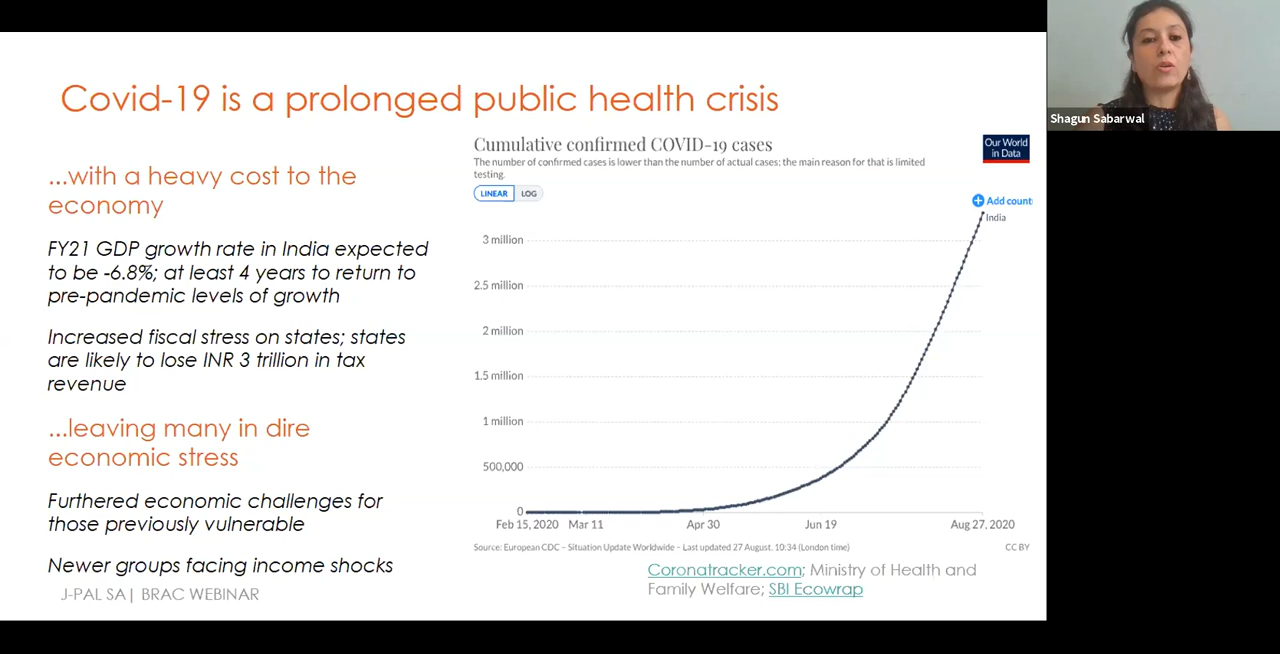 Covid-19 is a prolonged public health crisis
Shagun Sabarwal
...with a heavy cost to the
economy
FY21 GDP growth rate in India expected
to be -6.8%; at least 4 years to return to
pre-pandemic levels of growth
Increased fiscal stress on states; states
are likely to lose INR 3 trillion in tax
revenue
...leaving many in dire
economic stress
Furthered economic challenges for
those previously vulnerable
Newer groups facing income shocks
J-PAL SA| BRAC WEBINAR
Cumulative confirmed COVID-19 cases
The number of confirmed cases is lower than the number of actual cases; the main reason for that is limited
testing.
Our World
in Data
LINEAR LOG
Add count
India
3 million
2.5 million
2 million
1.5 million
1 million
500,000
0
Feb 15, 2020 Mar 11 Apr 30 Jun 19 Aug 27, 2020
Source: European CDC – Situation Update Worldwide – Last updated 27 August, 10:34 (London time) CC BY
Coronatracker.com; Ministry of Health and
Family Welfare; SBI Ecowrap